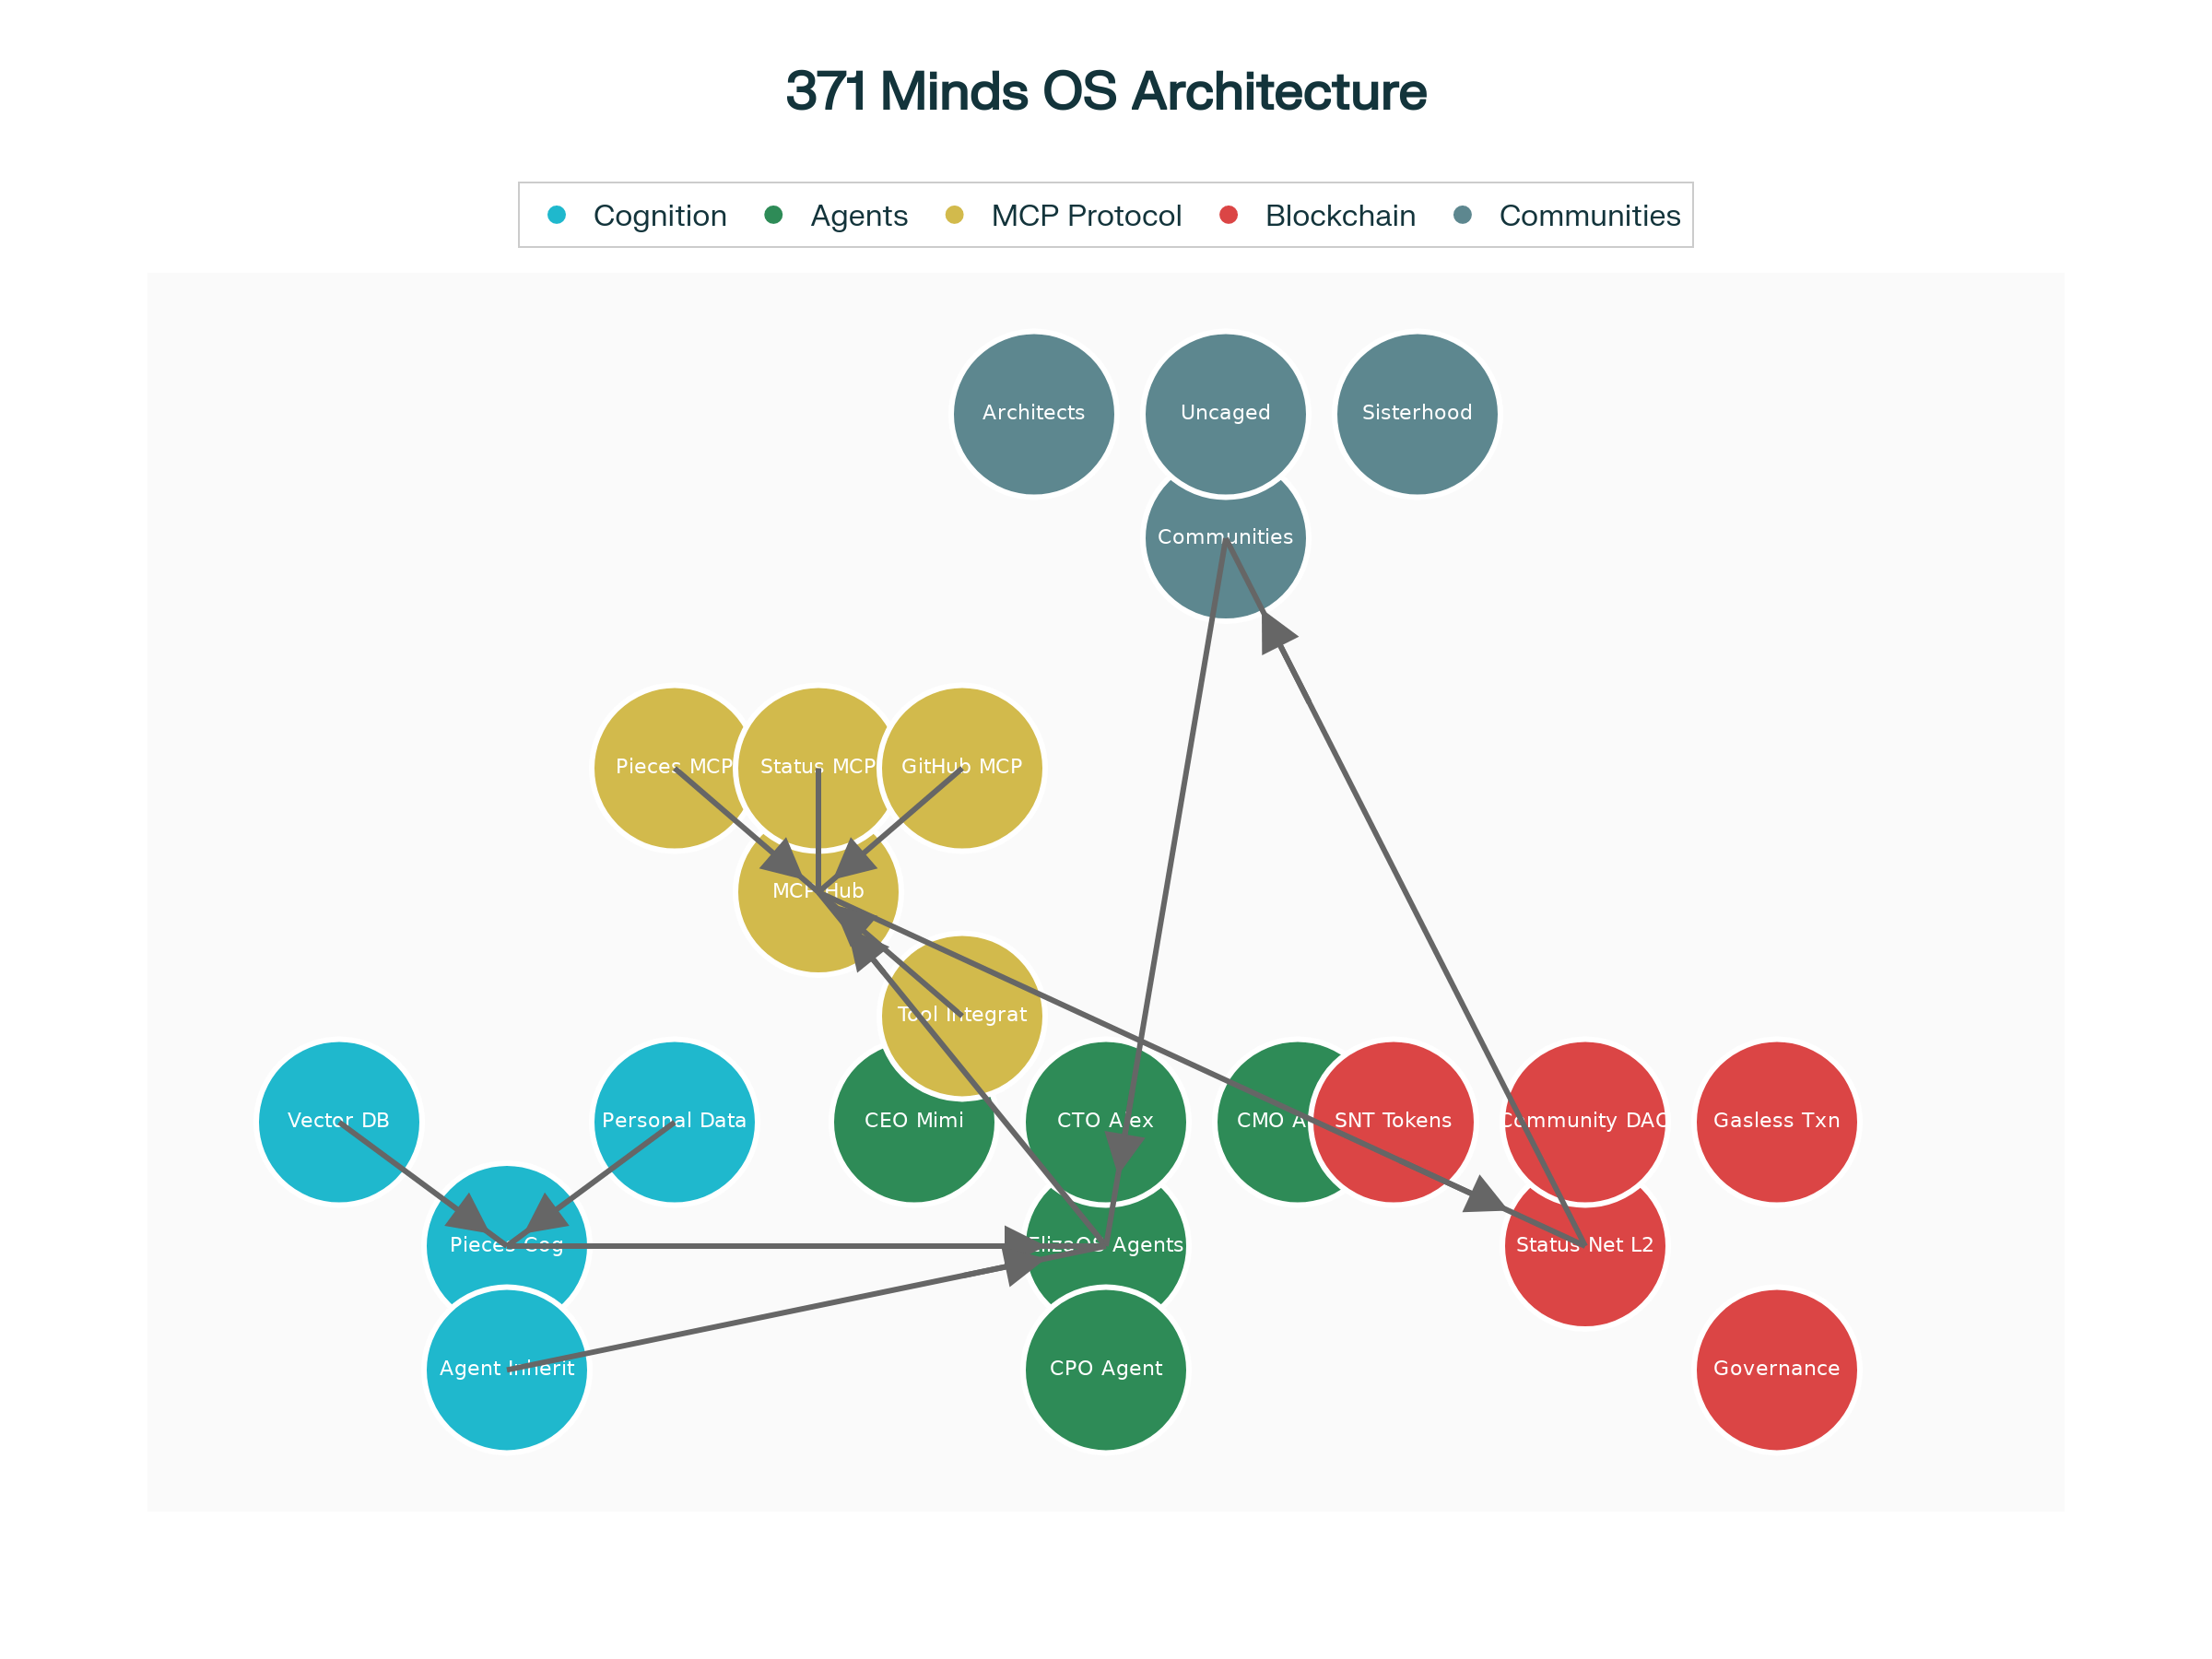 371 Minds OS Architecture
Cognition Agents MCP Protocol Blockchain Communities
Architects Uncaged Sisterhood
Communities
Pieces MCP Status MCP GitHub MCP
MCP Hub
Tool Integrat
Vector DB Personal Data CEO Mimi CTO Alex CMO A SNT Tokens Community DAO Gasless Txn
Pieces Cog ElizaOS Agents Status Net L2
Agent Inherit CPO Agent Governance